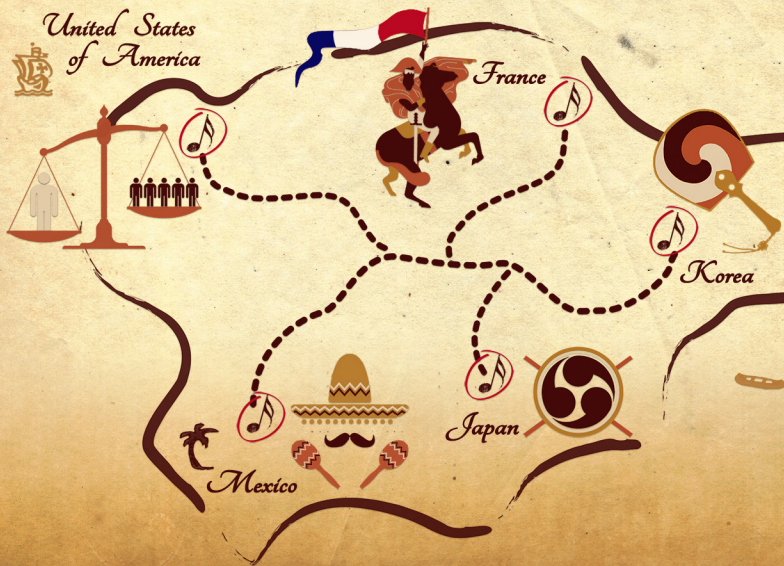 United States
of America
France
Korea
Japan
Mexico